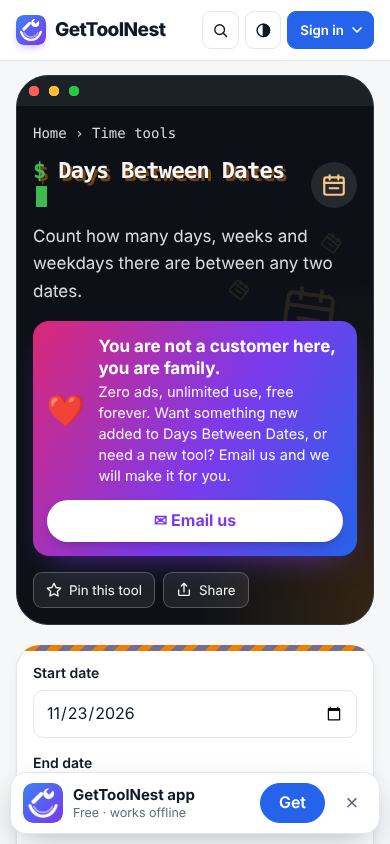 GetToolNest
Sign in
Home › Time tools
$ Days Between Dates
Count how many days, weeks and
weekdays there are between any two
dates.
You are not a customer here,
you are family.
Zero ads, unlimited use, free
forever. Want something new
added to Days Between Dates, or
need a new tool? Email us and we
will make it for you.
✉ Email us
Pin this tool
Share
Start date
11/23/2026
End date
GetToolNest app
Free · works offline
Get
✕